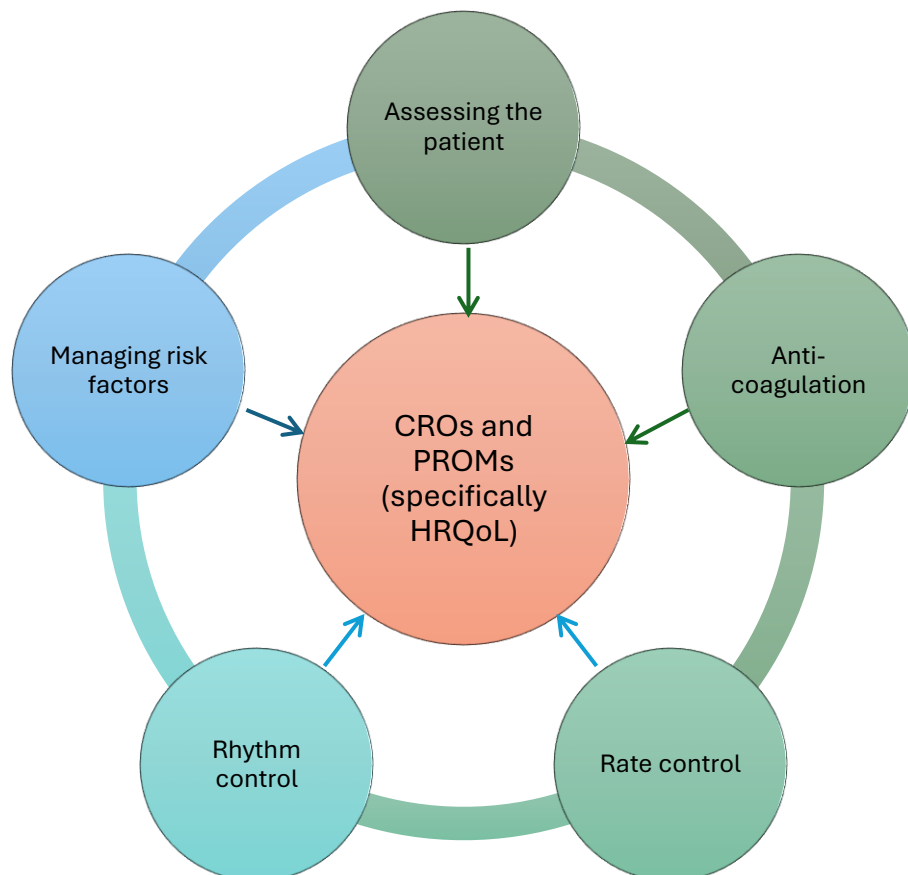 Assessing the
patient
Anti-
coagulation
Rate control
Rhythm
control
Managing risk
factors
CROs and
PROMs
(specifically
HRQoL)